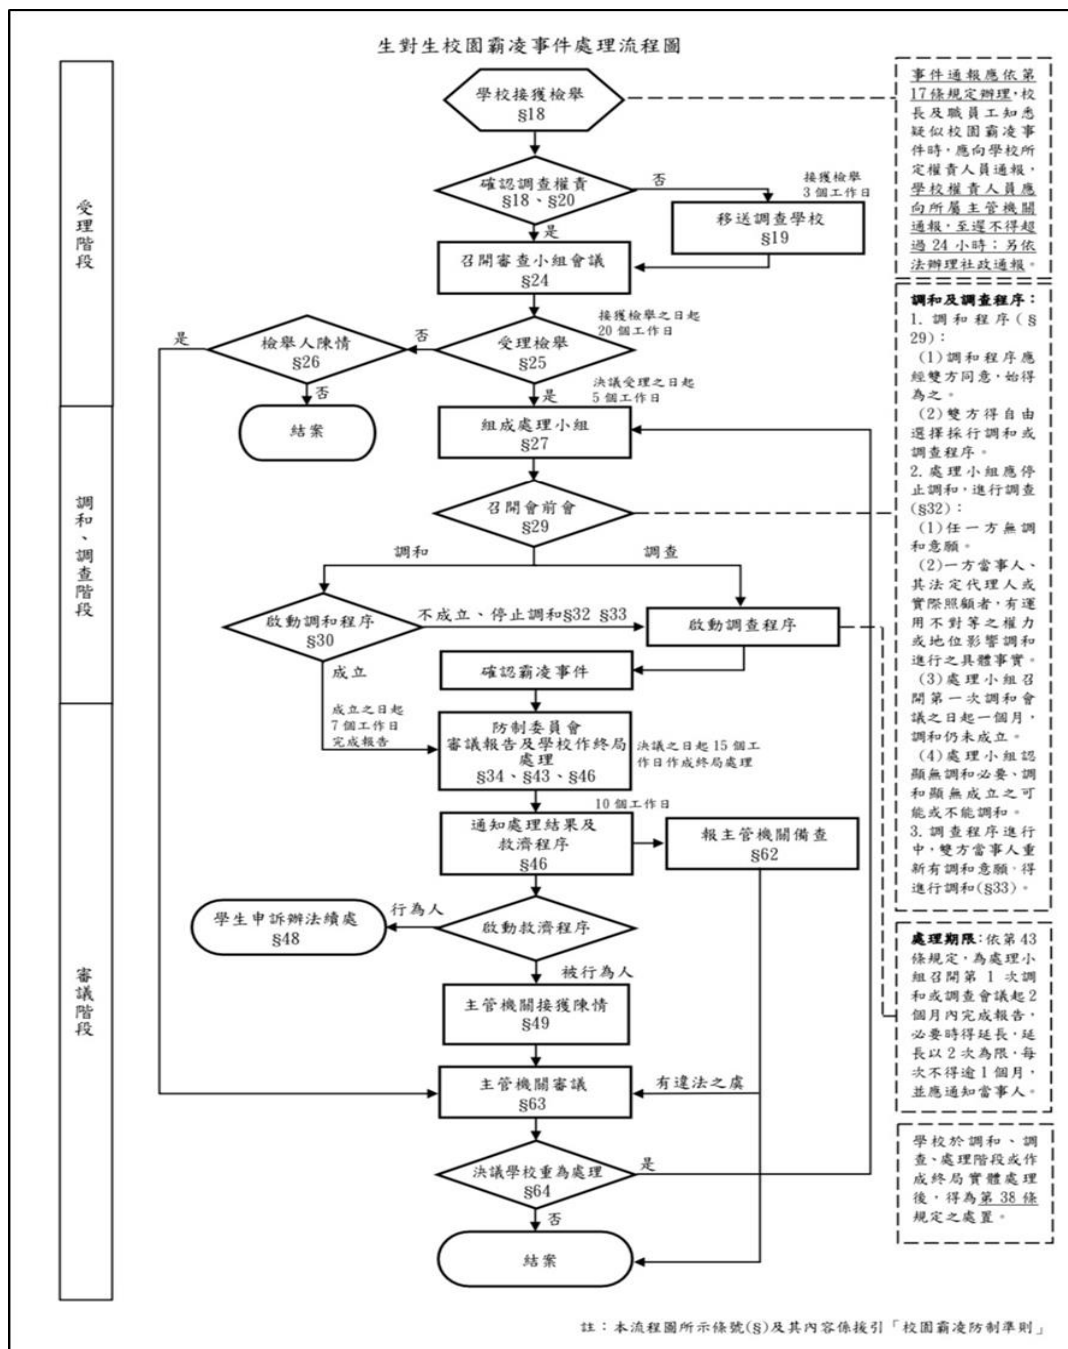 生對生校園霸凌事件處理流程圖
受理階段
學校接獲檢舉
§18
確認調查權責
§18、§20
否
接獲檢舉
3 個工作日
移送調查學校
§19
是
召開審查小組會議
§24
接獲檢舉之日起
20 個工作日
受理檢舉
§25
否
檢舉人陳情
§26
是
否
結案
決議受理之日起
5 個工作日
是
調和、調查階段
組成處理小組
§27
召開會前會
§29
調和
調查
啟動調和程序
§30
不成立、停止調和§32 §33
啟動調查程序
成立
確認霸凌事件
成立之日起
7 個工作日
完成報告
審議階段
防制委員會
審議報告及學校作終局
處理
§34、§43、§46
決議之日起 15 個工
作日作成終局處理
10 個工作日
通知處理結果及
救濟程序
§46
報主管機關備查
§62
啟動救濟程序
行為人
學生申訴辦法續處
§48
被行為人
主管機關接獲陳情
§49
主管機關審議
§63
有違法之虞
決議學校重為處理
§64
是
否
結案
事件通報應依第
17條規定辦理,校
長及職員工知悉
疑似校園霸凌事
件時,應向學校所
定權責人員通報,
學校權責人員應
向所屬主管機關
通報,至遲不得超
過 24 小時;另依
法辦理社政通報。
調和及調查程序:
1. 調和程序(§
29):
(1)調和程序應
經雙方同意,始得
為之。
(2)雙方得自由
選擇採行調和或
調查程序。
2. 處理小組應停
止調和,進行調查
(§32):
(1)任一方無調
和意願。
(2)一方當事人、
其法定代理人或
實際照顧者,有運
用不對等之權力
或地位影響調和
進行之具體事實。
(3)處理小組召
開第一次調和會
議之日起一個月,
調和仍未成立。
(4)處理小組認
顯無調和必要、調
和顯無成立之可
能或不能調和。
3. 調查程序進行
中,雙方當事人重
新有調和意願,得
進行調和(§33)。
處理期限:依第 43
條規定,為處理小
組召開第 1 次調
和或調查會議起 2
個月內完成報告,
必要時得延長,延
長以 2 次為限,每
次不得逾 1 個月,
並應通知當事人。
學校於調和、調
查、處理階段或作
成終局實體處理
後,得為第 38 條
規定之處置。
註:本流程圖所示條號(§)及其內容係援引「校園霸凌防制準則」